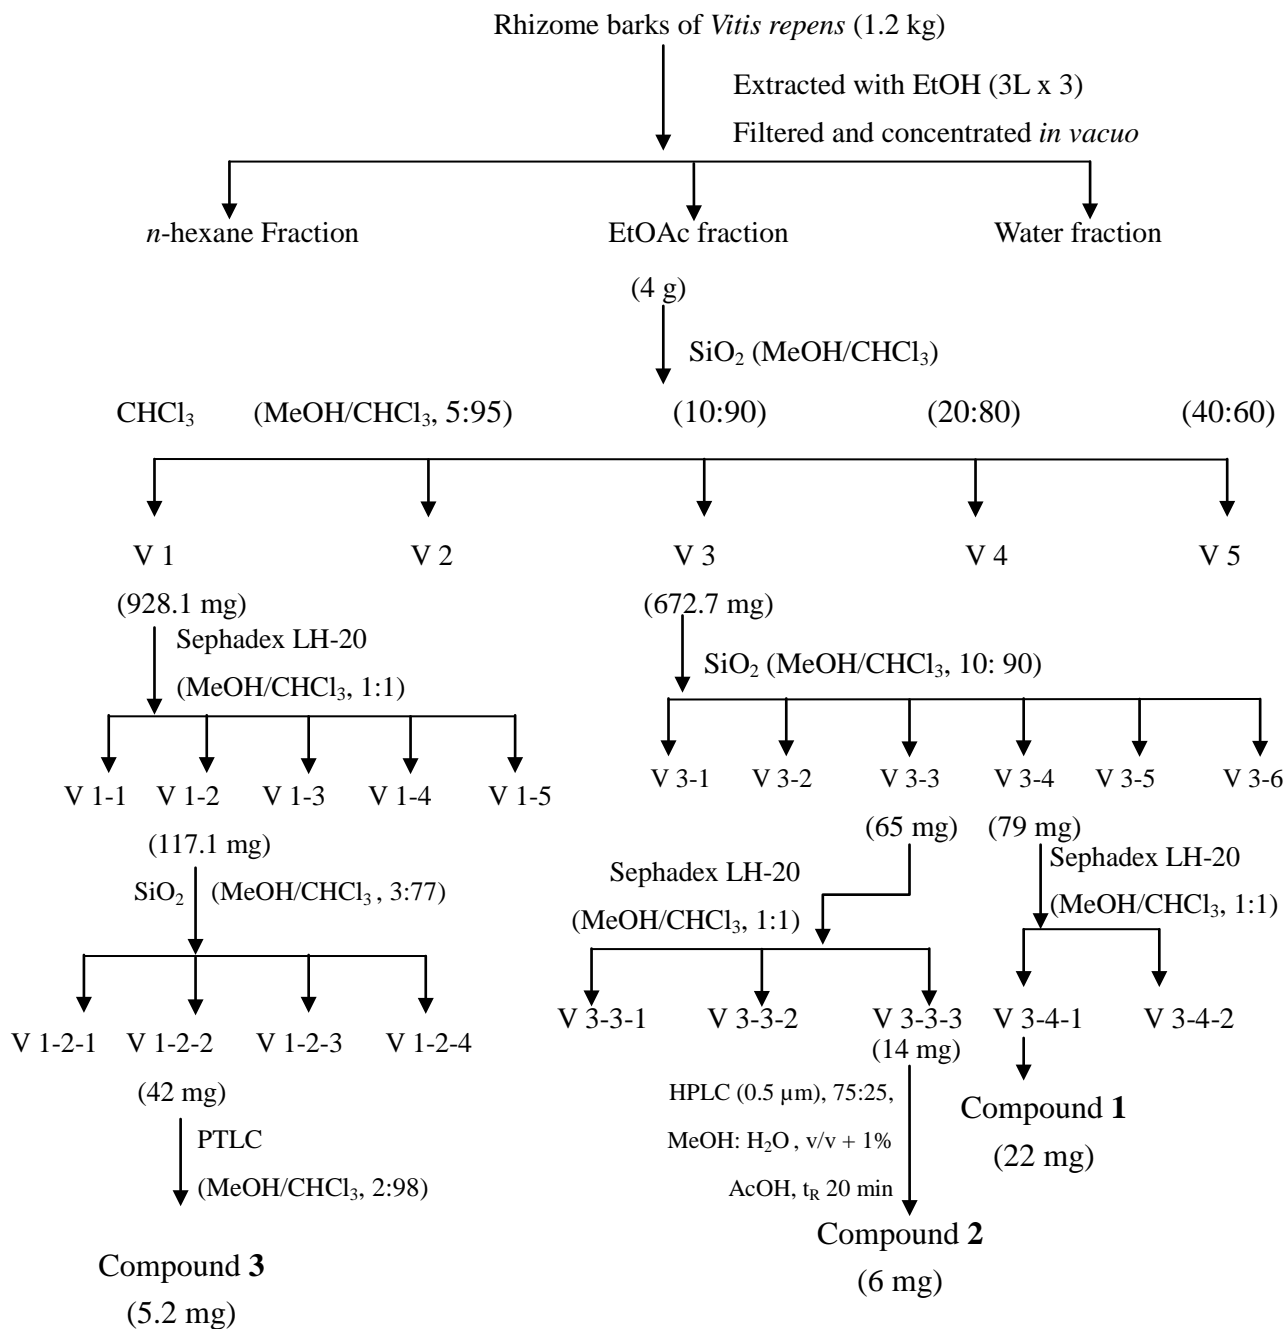 Rhizome barks of Vitis repens (1.2 kg)
Extracted with EtOH (3L x 3)
Filtered and concentrated in vacuo
n-hexane Fraction
EtOAc fraction
Water fraction
(4 g)
SiO2 (MeOH/CHCl3)
CHCl3
(MeOH/CHCl3, 5:95)
(10:90)
(20:80)
(40:60)
V 1
V 2
V 3
V 4
V 5
(928.1 mg)
(672.7 mg)
Sephadex LH-20
(MeOH/CHCl3, 1:1)
SiO2 (MeOH/CHCl3, 10: 90)
V 1-1
V 1-2
V 1-3
V 1-4
V 1-5
V 3-1
V 3-2
V 3-3
V 3-4
V 3-5
V 3-6
(117.1 mg)
(65 mg)
(79 mg)
SiO2
(MeOH/CHCl3 , 3:77)
Sephadex LH-20
(MeOH/CHCl3, 1:1)
Sephadex LH-20
(MeOH/CHCl3, 1:1)
V 1-2-1
V 1-2-2
V 1-2-3
V 1-2-4
V 3-3-1
V 3-3-2
V 3-3-3
V 3-4-1
V 3-4-2
(42 mg)
(14 mg)
PTLC
(MeOH/CHCl3, 2:98)
HPLC (0.5 µm), 75:25,
MeOH: H2O , v/v + 1%
AcOH, tR 20 min
Compound 1
(22 mg)
Compound 2
(6 mg)
Compound 3
(5.2 mg)